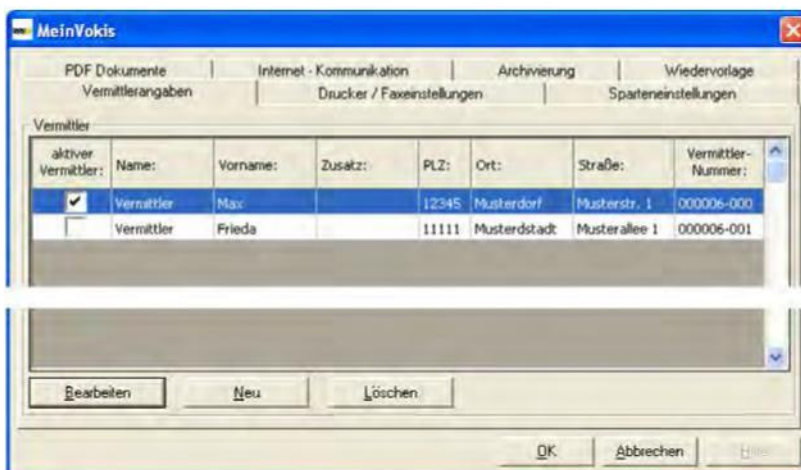 MeinVokis
PDF Dokumente Internet - Kommunikation Archivierung Wiedervorlage
Vermittlerangaben Drucker / Faxeinstellungen Sparteneinstellungen
Vermittler
aktiver Vermittler: Name: Vorname: Zusatz: PLZ: Ort: Straße: Vermittler-Nummer:
Vermittler Max 12345 Musterdorf Musterstr. 1 000006-000
Vermittler Frieda 11111 Musterdstadt Musterallee 1 000006-001
Bearbeiten Neu Löschen
OK Abbrechen